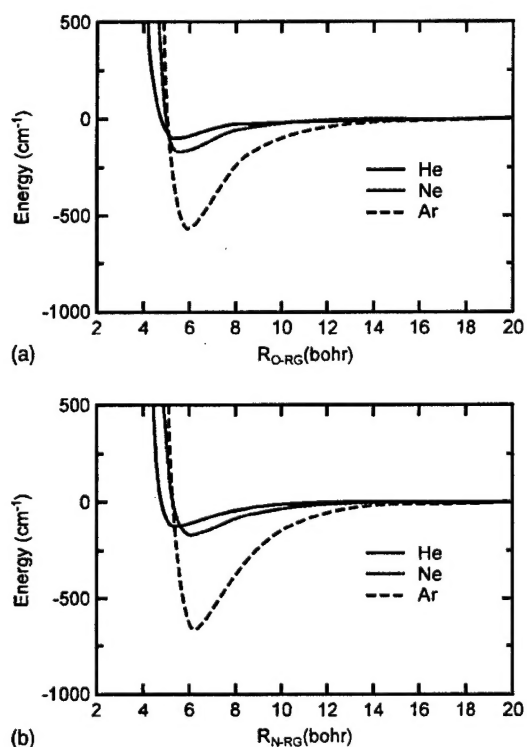 500
0
-500
-1000
Energy (cm⁻¹)
He
Ne
Ar
2 4 6 8 10 12 14 16 18 20
(a)
R_O-RG(bohr)
500
0
-500
-1000
Energy (cm⁻¹)
He
Ne
Ar
2 4 6 8 10 12 14 16 18 20
(b)
R_N-RG(bohr)